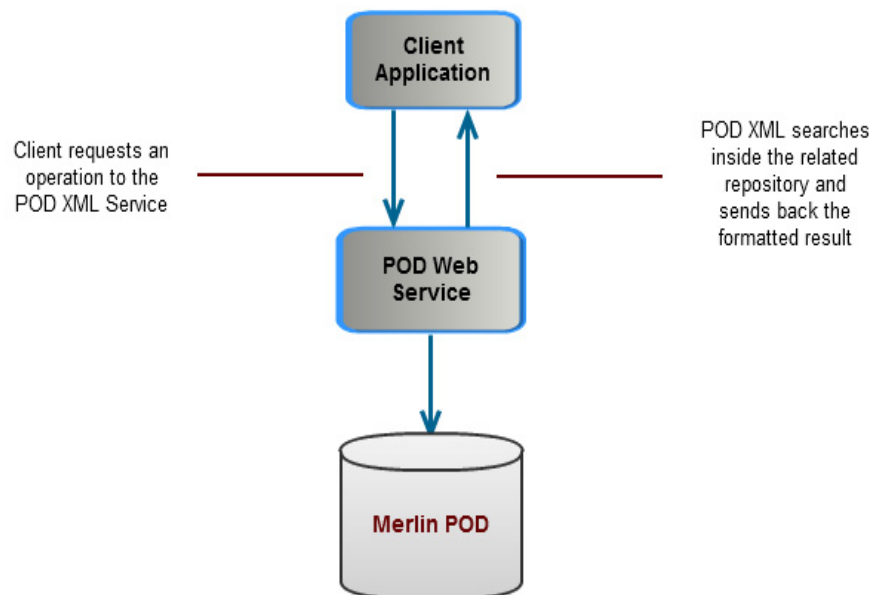 Client
Application
Client requests an
operation to the
POD XML Service
POD XML searches
inside the related
repository and
sends back the
formatted result
POD Web
Service
Merlin POD